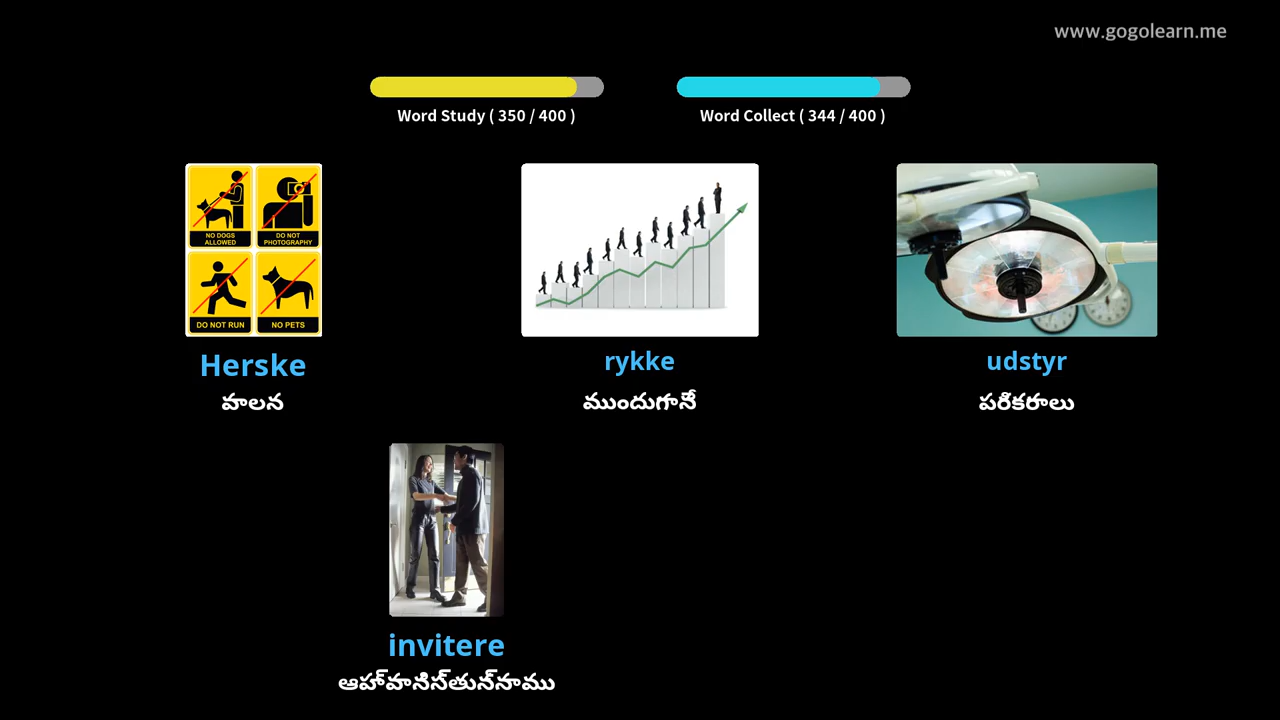 www.gogolearn.me
Word Study ( 350 / 400 )
Word Collect ( 344 / 400 )
NO DOGS
ALLOWED
DO NOT
PHOTOGRAPHY
DO NOT RUN
NO PETS
Herske
rykke
udstyr
వాలన
ముందుగానే
పరికరాలు
invitere
ఆహ్వానిస్తున్నాము